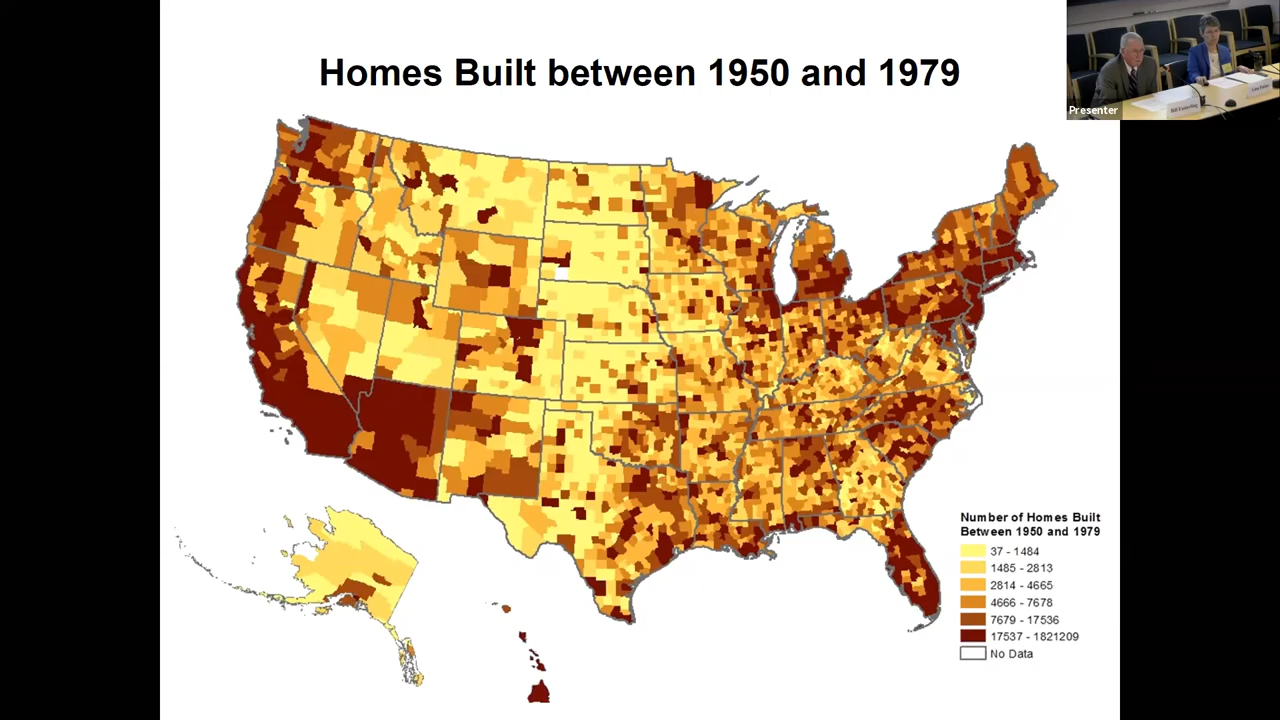 Homes Built between 1950 and 1979
Presenter
Number of Homes Built
Between 1950 and 1979
37 - 1484
1485 - 2813
2814 - 4665
4666 - 7678
7679 - 17536
17537 - 1821209
No Data